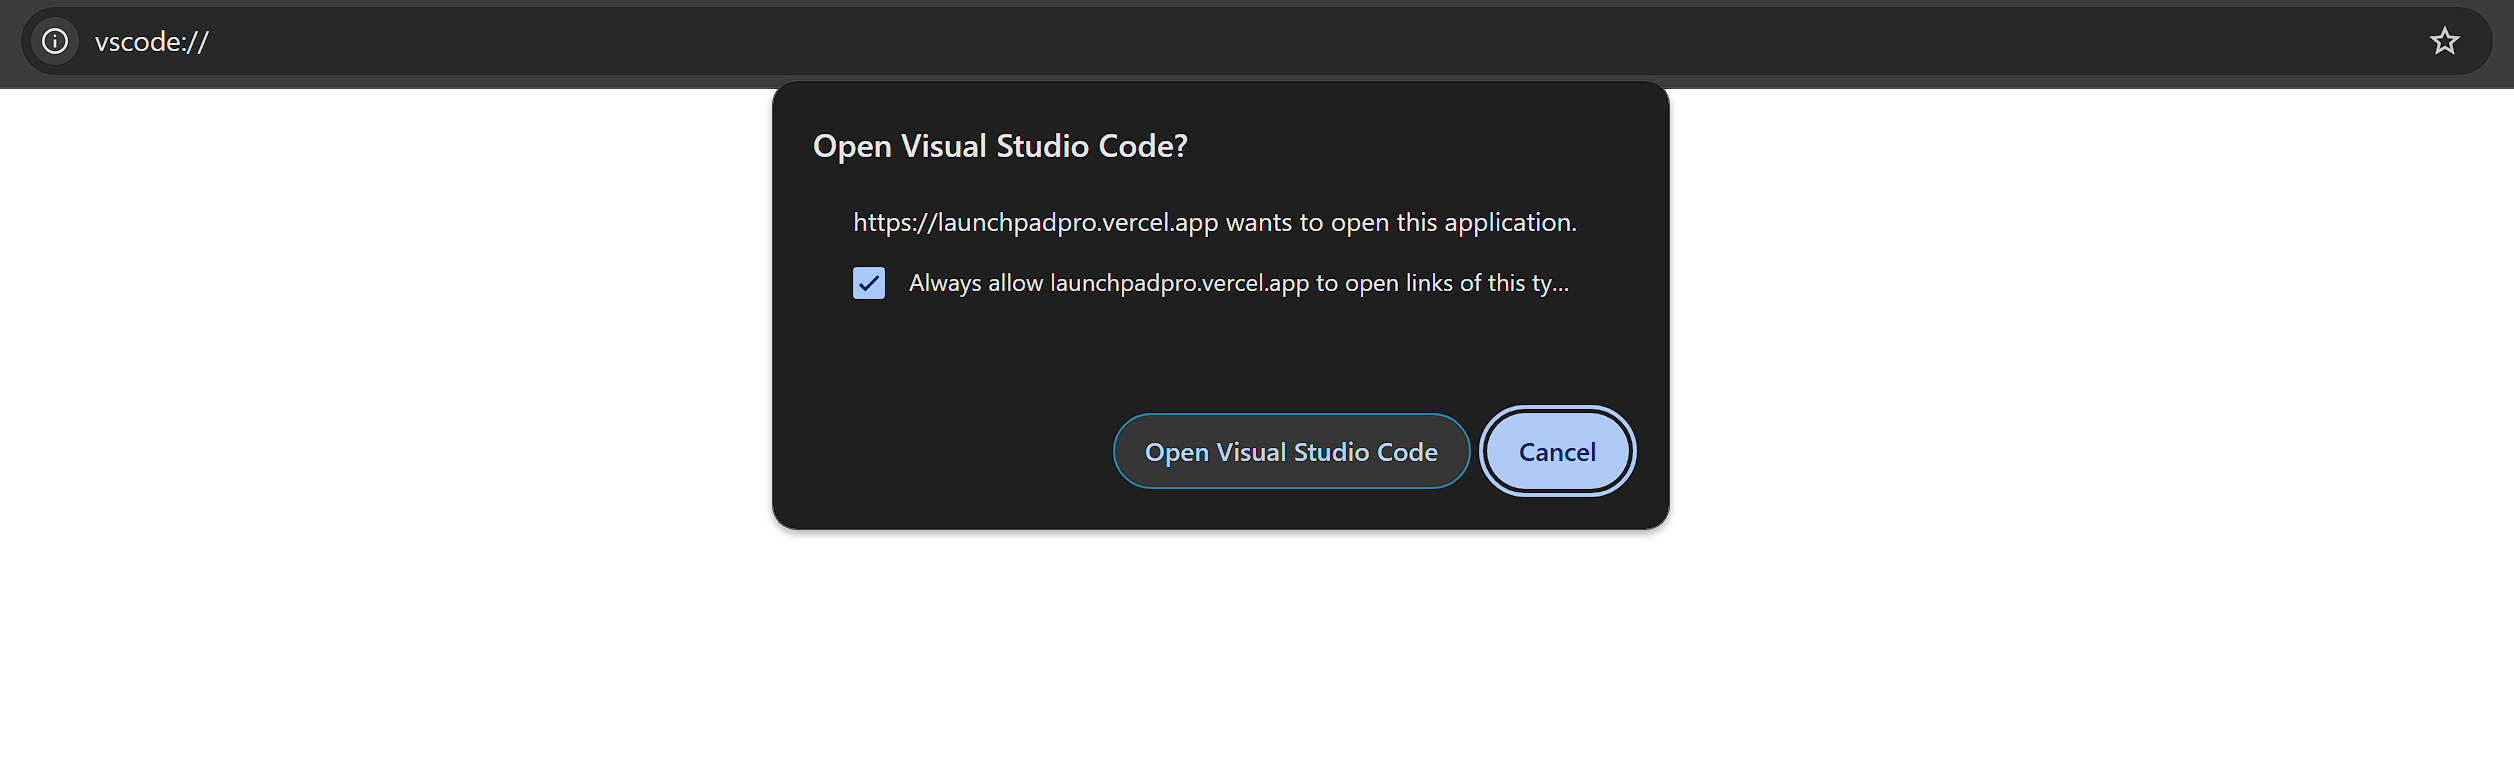 vscode://
Open Visual Studio Code?
https://launchpadpro.vercel.app wants to open this application.
Always allow launchpadpro.vercel.app to open links of this ty...
Open Visual Studio Code
Cancel